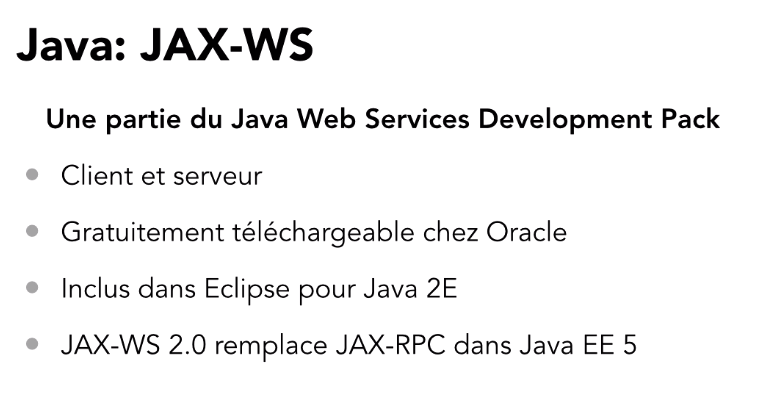 Java: JAX-WS
Une partie du Java Web Services Development Pack
Client et serveur
Gratuitement téléchargeable chez Oracle
Inclus dans Eclipse pour Java 2E
JAX-WS 2.0 remplace JAX-RPC dans Java EE 5